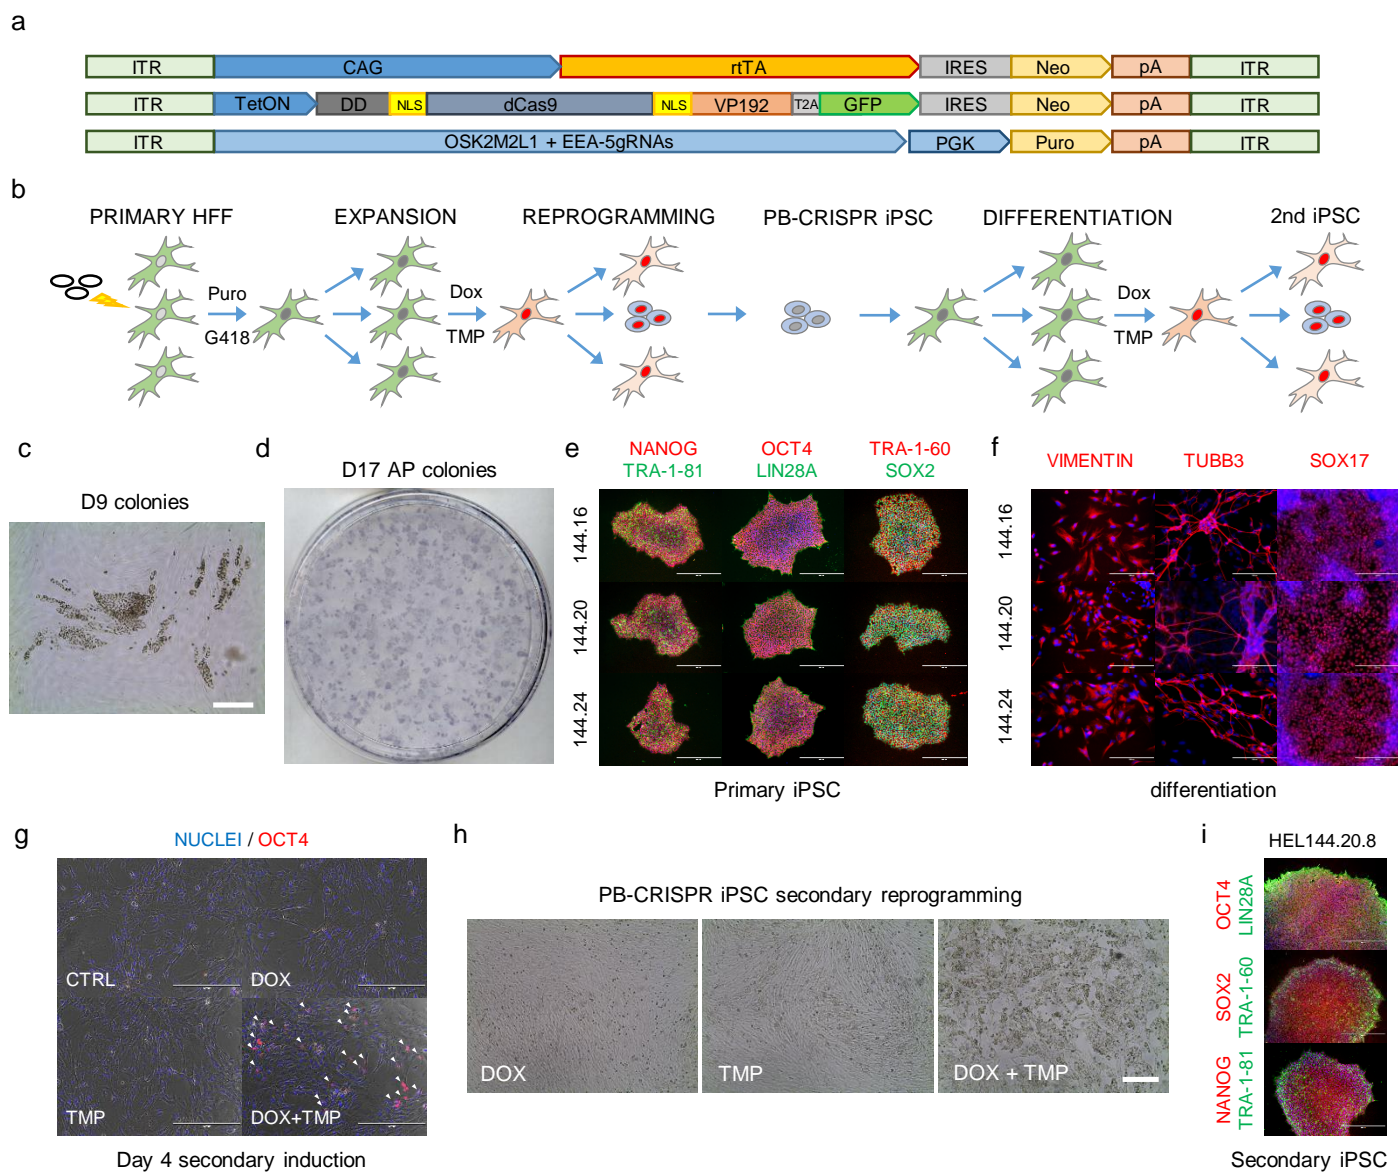 a
ITR CAG rtTA IRES Neo pA ITR
ITR TetON DD NLS dCas9 NLS VP192 T2A GFP IRES Neo pA ITR
ITR OSK2M2L1 + EEA-5gRNAs PGK Puro pA ITR
b
PRIMARY HFF EXPANSION REPROGRAMMING PB-CRISPR iPSC DIFFERENTIATION 2nd iPSC
Puro
G418
Dox
TMP
Dox
TMP
c
D9 colonies
d
D17 AP colonies
e
NANOG OCT4 TRA-1-60
TRA-1-81 LIN28A SOX2
144.16
144.20
144.24
Primary iPSC
f
VIMENTIN TUBB3 SOX17
144.16
144.20
144.24
differentiation
g
NUCLEI / OCT4
CTRL DOX
TMP DOX+TMP
Day 4 secondary induction
h
PB-CRISPR iPSC secondary reprogramming
DOX TMP DOX + TMP
i
HEL144.20.8
OCT4
LIN28A
SOX2
TRA-1-60
NANOG
TRA-1-81
Secondary iPSC